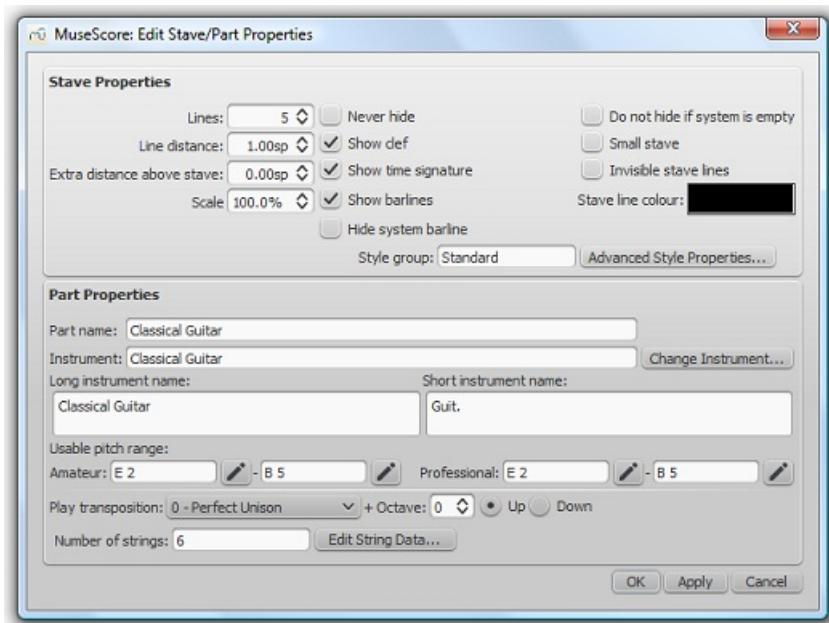 MuseScore: Edit Stave/Part Properties
Stave Properties
Lines: 5 Never hide Do not hide if system is empty
Line distance: 1.00sp Show clef Small stave
Extra distance above stave: 0.00sp Show time signature Invisible stave lines
Scale 100.0% Show barlines Stave line colour:
Hide system barline
Style group: Standard Advanced Style Properties...
Part Properties
Part name: Classical Guitar
Instrument: Classical Guitar Change Instrument...
Long instrument name: Short instrument name:
Classical Guitar Guit.
Usable pitch range:
Amateur: E 2 - B 5 Professional: E 2 - B 5
Play transposition: 0 - Perfect Unison + Octave: 0 Up Down
Number of strings: 6 Edit String Data...
OK Apply Cancel